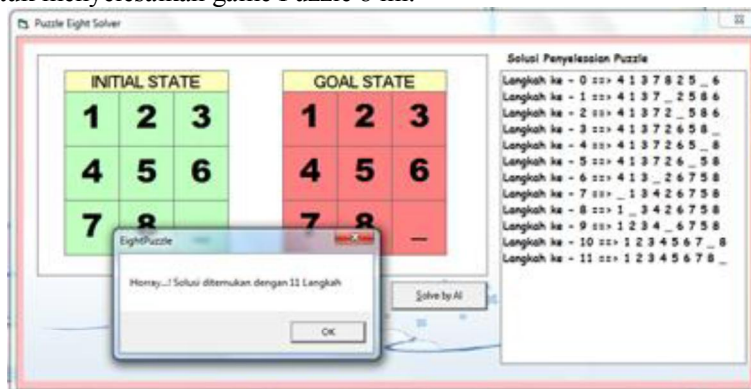 menyelesaikan game Puzzle 8 ini.
Puzzle Eight Solver
INITIAL STATE
1 2 3
4 5 6
7 8 _
GOAL STATE
1 2 3
4 5 6
7 8 _
Solusi Penyelesaian Puzzle
Langkah ke - 0 ==> 4 1 3 7 8 2 5 _ 6
Langkah ke - 1 ==> 4 1 3 7 _ 2 5 8 6
Langkah ke - 2 ==> 4 1 3 7 2 _ 5 8 6
Langkah ke - 3 ==> 4 1 3 7 2 6 5 8 _
Langkah ke - 4 ==> 4 1 3 7 2 6 5 _ 8
Langkah ke - 5 ==> 4 1 3 7 2 6 _ 5 8
Langkah ke - 6 ==> 4 1 3 _ 2 6 7 5 8
Langkah ke - 7 ==> _ 1 3 4 2 6 7 5 8
Langkah ke - 8 ==> 1 _ 3 4 2 6 7 5 8
Langkah ke - 9 ==> 1 2 3 4 _ 6 7 5 8
Langkah ke - 10 ==> 1 2 3 4 5 6 7 _ 8
Langkah ke - 11 ==> 1 2 3 4 5 6 7 8 _
EightPuzzle
Horray...! Solusi ditemukan dengan 11 Langkah
OK
Solve by AI